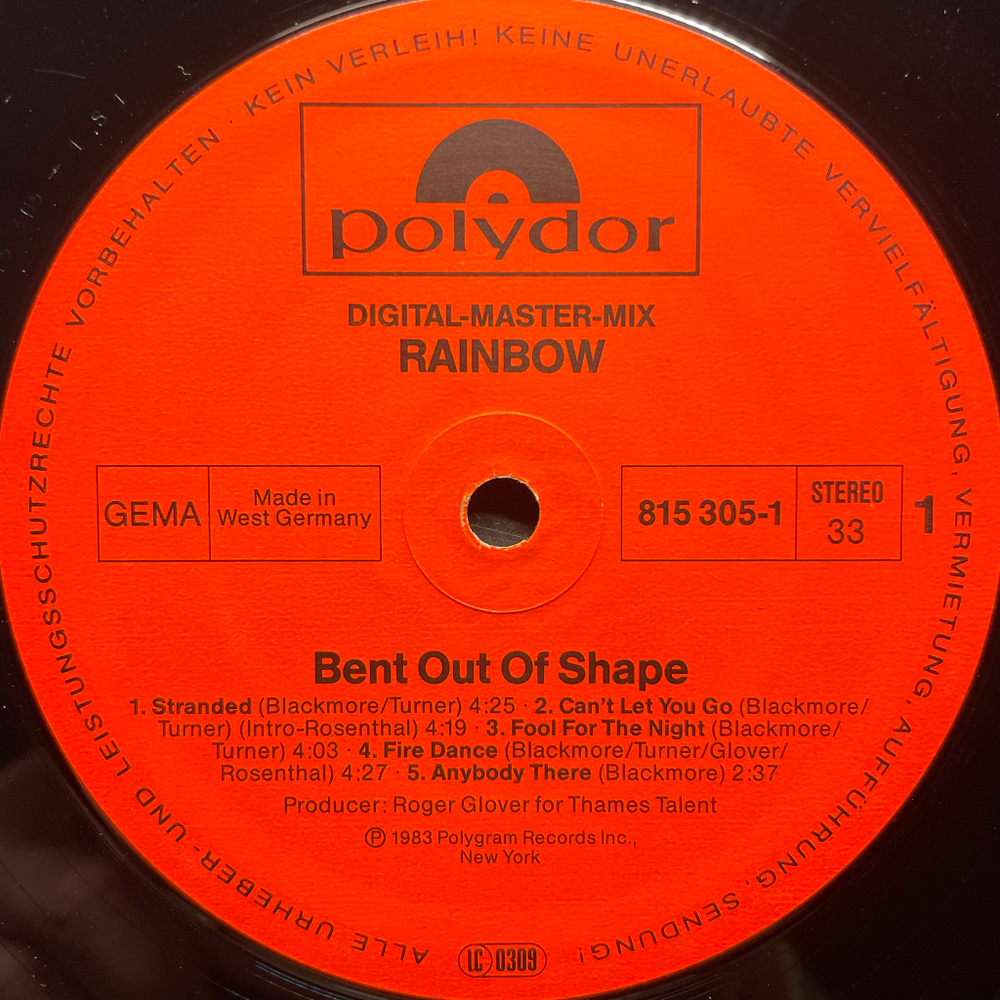 ALLE URHEBER- UND LEISTUNGSSCHUTZRECHTE VORBEHALTEN · KEIN VERLEIH! KEINE UNERLAUBTE VERVIELFÄLTIGUNG, VERMIETUNG, AUFFÜHRUNG, SENDUNG!
polydor
DIGITAL-MASTER-MIX
RAINBOW
GEMA
Made in
West Germany
815 305-1
STEREO
33
1
Bent Out Of Shape
1. Stranded (Blackmore/Turner) 4:25 · 2. Can't Let You Go (Blackmore/
Turner) (Intro-Rosenthal) 4:19 · 3. Fool For The Night (Blackmore/
Turner) 4:03 · 4. Fire Dance (Blackmore/Turner/Glover/
Rosenthal) 4:27 · 5. Anybody There (Blackmore) 2:37
Producer: Roger Glover for Thames Talent
Ⓟ 1983 Polygram Records Inc.,
New York
LC 0309